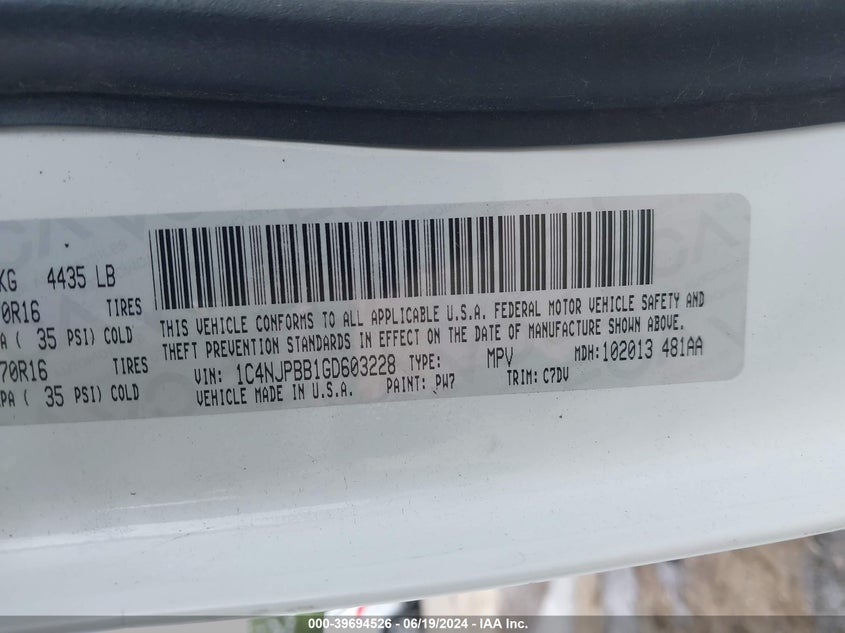 KG 4435 LB
0R16 TIRES
A ( 35 PSI) COLD
70R16 TIRES
PA ( 35 PSI) COLD
THIS VEHICLE CONFORMS TO ALL APPLICABLE U.S.A. FEDERAL MOTOR VEHICLE SAFETY AND
THEFT PREVENTION STANDARDS IN EFFECT ON THE DATE OF MANUFACTURE SHOWN ABOVE.
VIN: 1C4NJPBB1GD603228 TYPE: MPV MDH: 102013 481AA
VEHICLE MADE IN U.S.A. PAINT: PW7 TRIM: C7DV
000-39694526 - 06/19/2024 - IAA Inc.